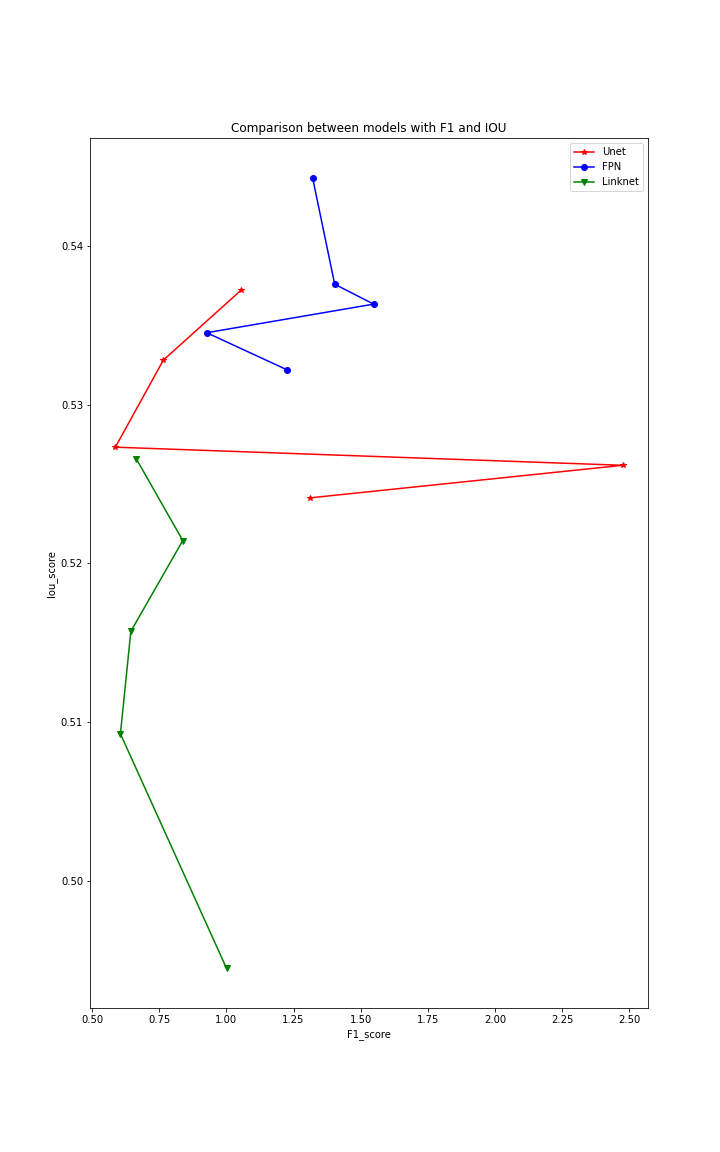 Comparison between models with F1 and IOU
Unet
FPN
Linknet
0.54
0.53
0.52
0.51
0.50
Iou_score
0.50 0.75 1.00 1.25 1.50 1.75 2.00 2.25 2.50
F1_score